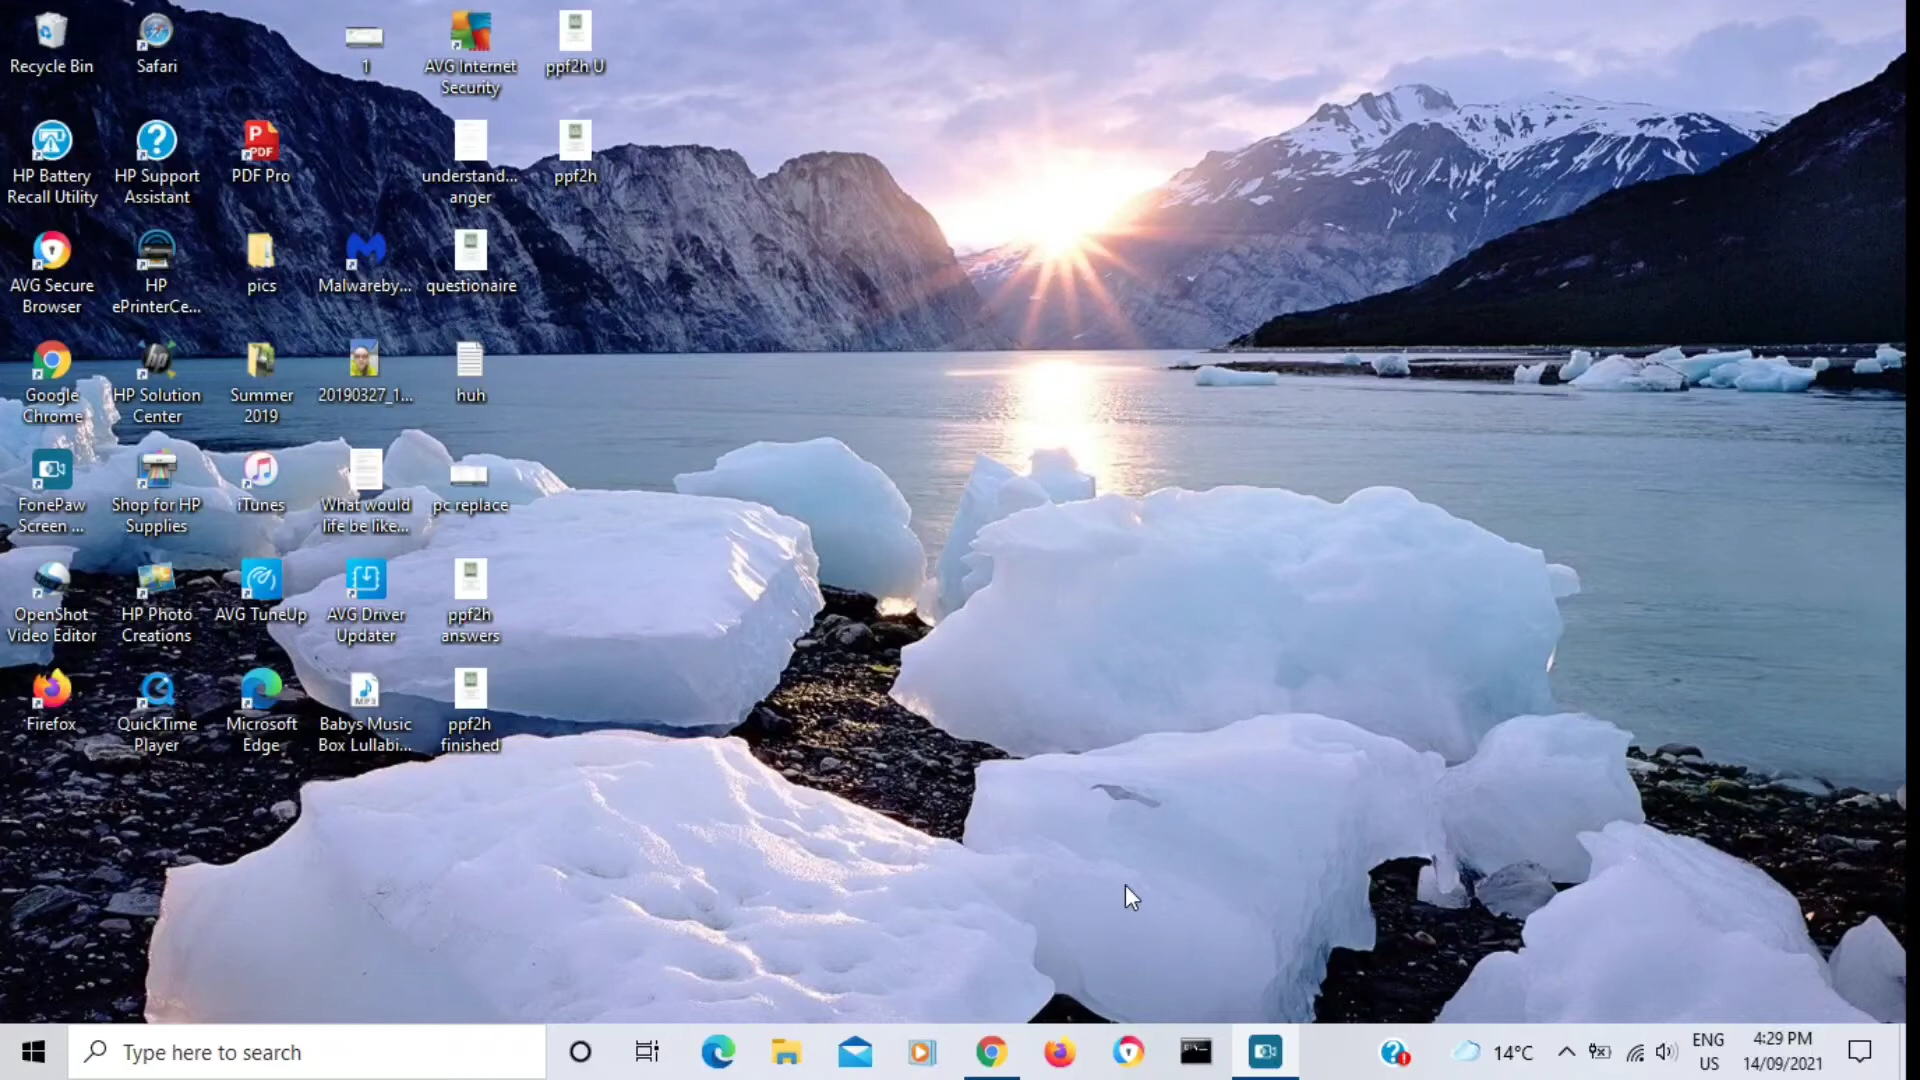 Recycle Bin
Safari
1
AVG Internet
Security
ppf2h U
HP Battery
Recall Utility
HP Support
Assistant
PDF Pro
understand...
anger
ppf2h
AVG Secure
Browser
HP
ePrinterCe...
pics
Malwareby...
questionaire
Google
Chrome
HP Solution
Center
Summer
2019
20190327_1...
huh
FonePaw
Screen ...
Shop for HP
Supplies
iTunes
What would
life be like...
pc replace
OpenShot
Video Editor
HP Photo
Creations
AVG TuneUp
AVG Driver
Updater
ppf2h
answers
Firefox
QuickTime
Player
Microsoft
Edge
Babys Music
Box Lullabi...
ppf2h
finished
Type here to search
14°C
ENG
US
4:29 PM
14/09/2021